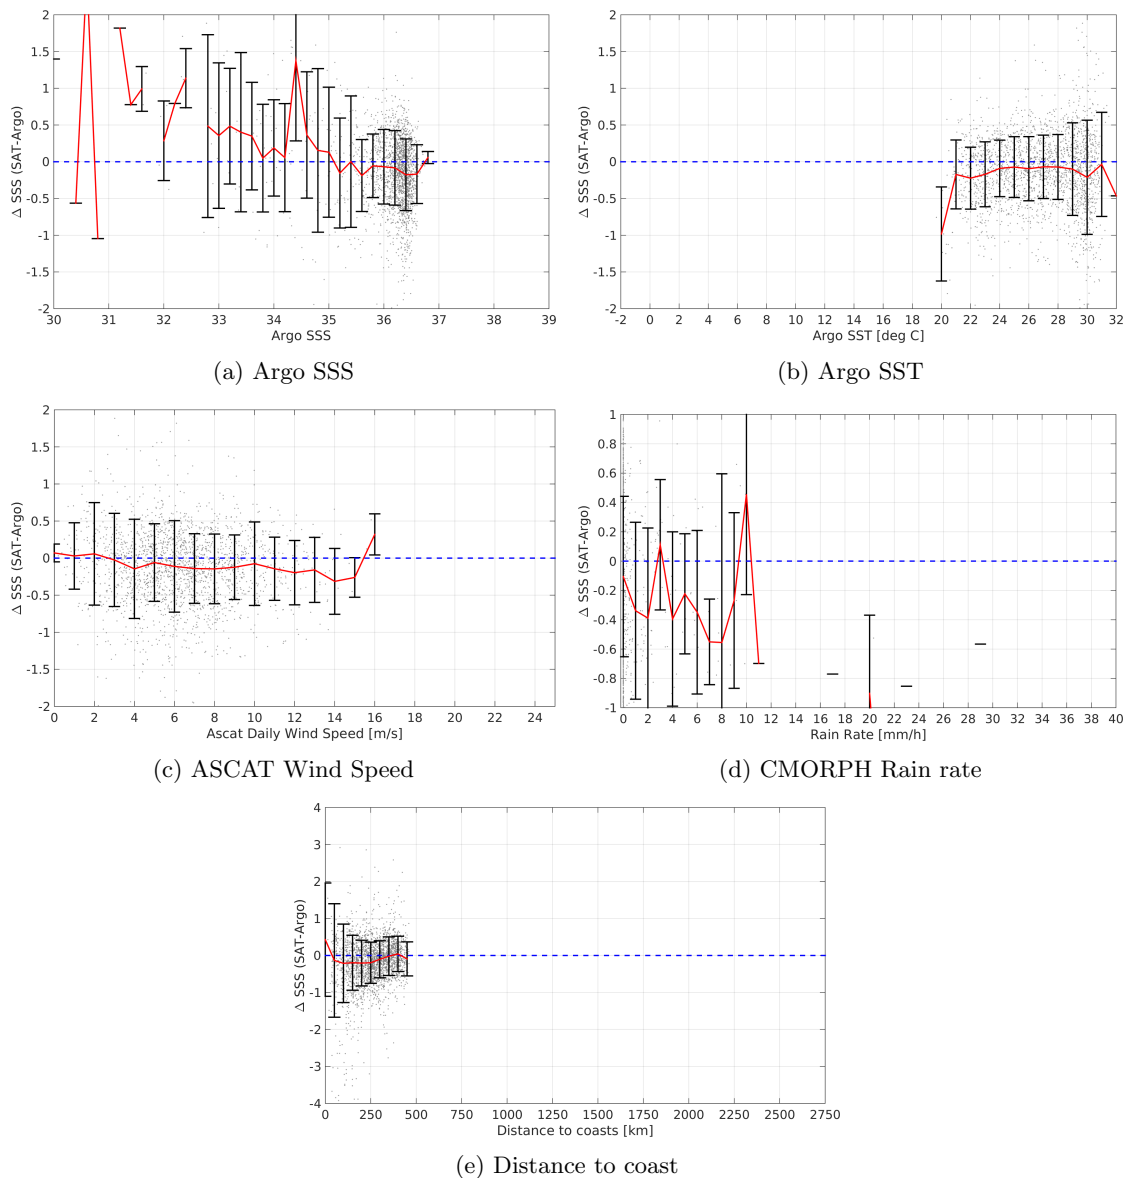 2
1.5
1
0.5
0
-0.5
-1
-1.5
-2
Δ SSS (SAT-Argo)
30 31 32 33 34 35 36 37 38 39
Argo SSS
(a) Argo SSS
2
1.5
1
0.5
0
-0.5
-1
-1.5
-2
Δ SSS (SAT-Argo)
-2 0 2 4 6 8 10 12 14 16 18 20 22 24 26 28 30 32
Argo SST [deg C]
(b) Argo SST
2
1.5
1
0.5
0
-0.5
-1
-1.5
-2
Δ SSS (SAT-Argo)
0 2 4 6 8 10 12 14 16 18 20 22 24
Ascat Daily Wind Speed [m/s]
(c) ASCAT Wind Speed
1
0.8
0.6
0.4
0.2
0
-0.2
-0.4
-0.6
-0.8
-1
Δ SSS (SAT-Argo)
0 2 4 6 8 10 12 14 16 18 20 22 24 26 28 30 32 34 36 38 40
Rain Rate [mm/h]
(d) CMORPH Rain rate
4
3
2
1
0
-1
-2
-3
-4
Δ SSS (SAT-Argo)
0 250 500 750 1000 1250 1500 1750 2000 2250 2500 2750
Distance to coasts [km]
(e) Distance to coast